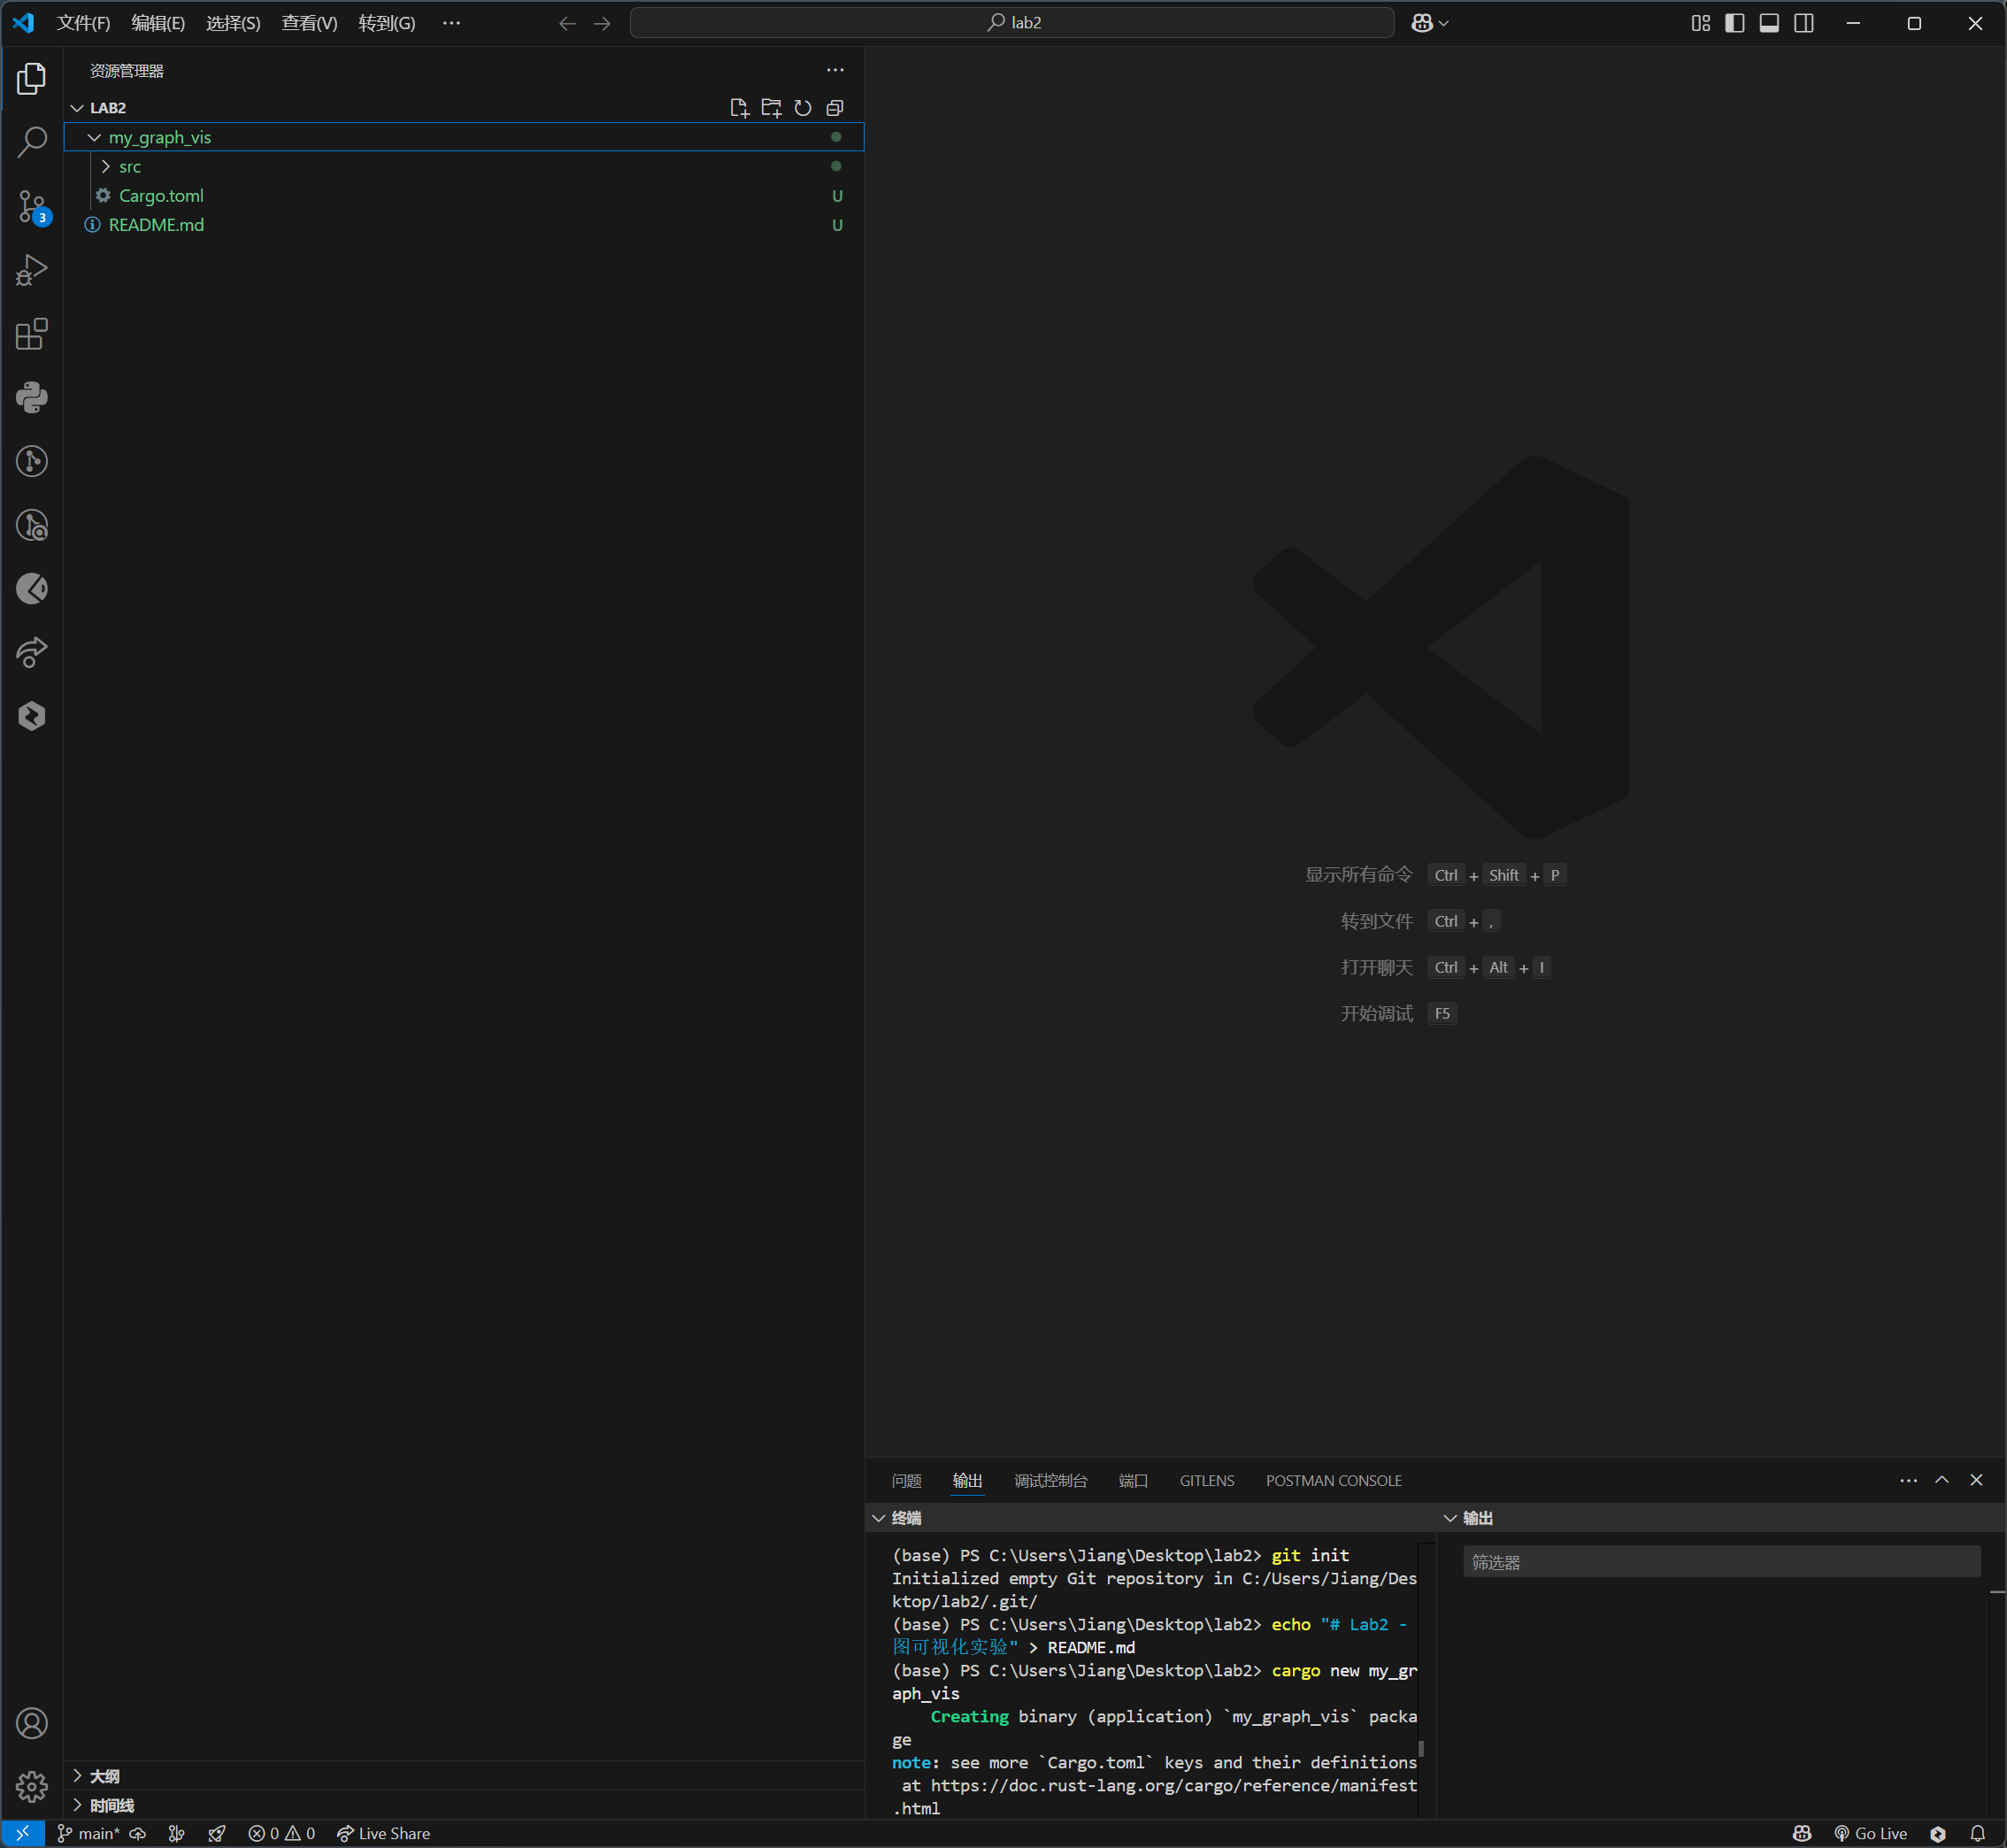 文件(F) 编辑(E) 选择(S) 查看(V) 转到(G) ··· lab2
资源管理器 ···
LAB2
my_graph_vis
src
Cargo.toml U
README.md U
3
显示所有命令 Ctrl + Shift + P
转到文件 Ctrl + ,
打开聊天 Ctrl + Alt + I
开始调试 F5
问题 输出 调试控制台 端口 GITLENS POSTMAN CONSOLE ···
终端
(base) PS C:\Users\Jiang\Desktop\lab2> git init
Initialized empty Git repository in C:/Users/Jiang/Des
ktop/lab2/.git/
(base) PS C:\Users\Jiang\Desktop\lab2> echo "# Lab2 -
图可视化实验" > README.md
(base) PS C:\Users\Jiang\Desktop\lab2> cargo new my_gr
aph_vis
Creating binary (application) `my_graph_vis` packa
ge
note: see more `Cargo.toml` keys and their definitions
at https://doc.rust-lang.org/cargo/reference/manifest
.html
输出
筛选器
大纲
时间线
main* 0 0 Live Share Go Live